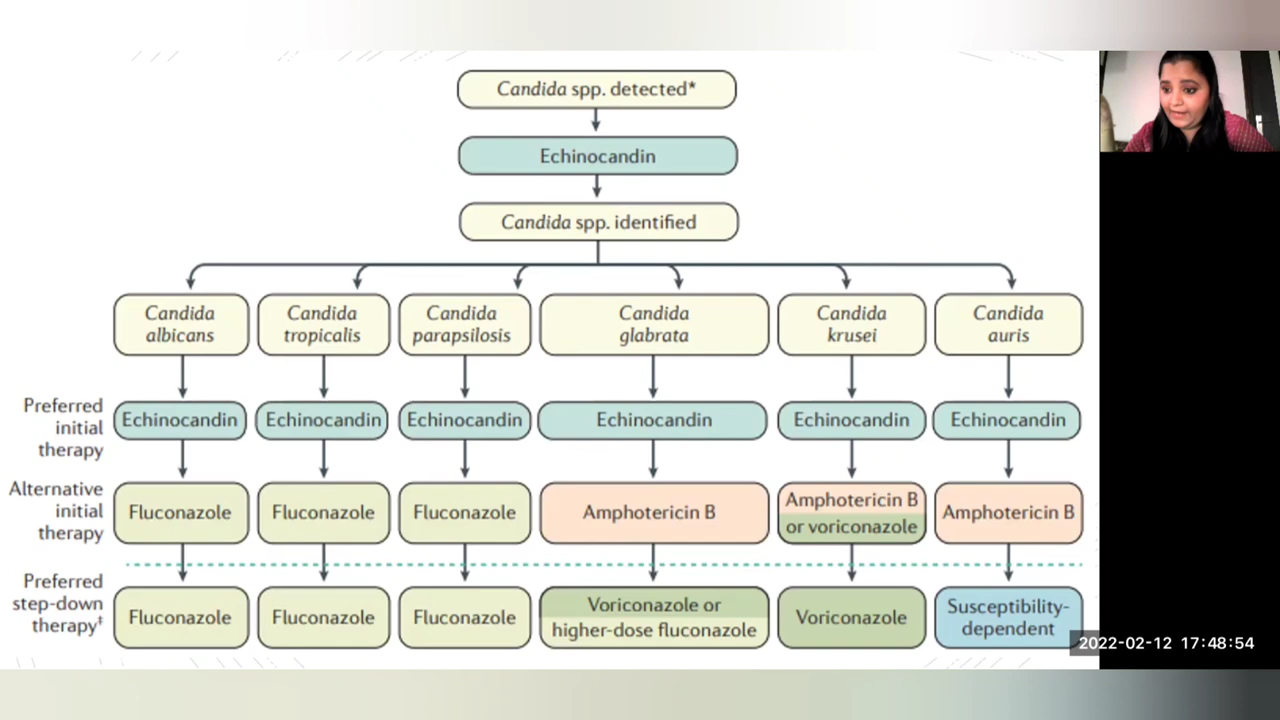 Candida spp. detected*
Echinocandin
Candida spp. identified
Candida
albicans
Candida
tropicalis
Candida
parapsilosis
Candida
glabrata
Candida
krusei
Candida
auris
Preferred
initial
therapy
Echinocandin
Echinocandin
Echinocandin
Echinocandin
Echinocandin
Echinocandin
Alternative
initial
therapy
Fluconazole
Fluconazole
Fluconazole
Amphotericin B
Amphotericin B
or voriconazole
Amphotericin B
Preferred
step-down
therapy‡
Fluconazole
Fluconazole
Fluconazole
Voriconazole or
higher-dose fluconazole
Voriconazole
Susceptibility-
dependent
2022-02-12 17:48:54